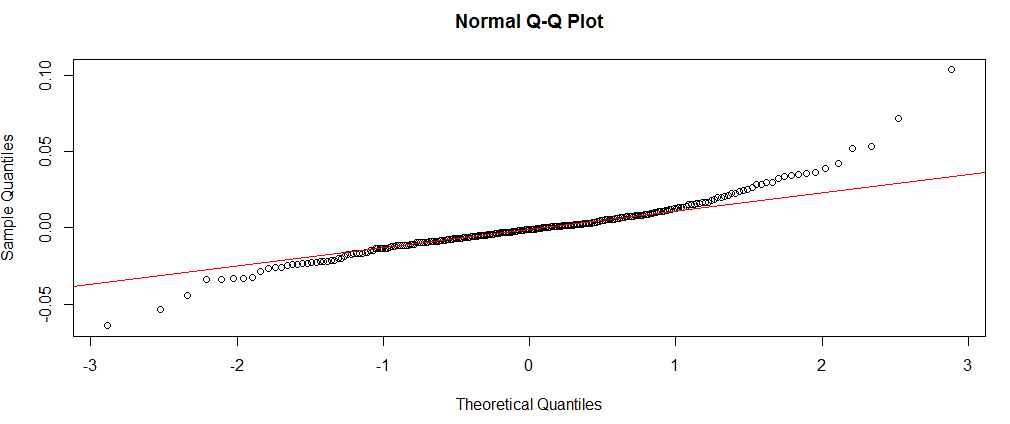 Normal Q-Q Plot
Sample Quantiles
0.10
0.05
0.00
-0.05
-3 -2 -1 0 1 2 3
Theoretical Quantiles